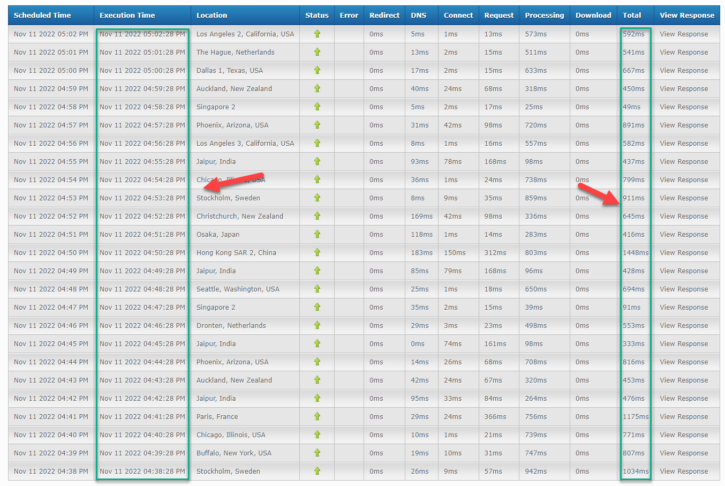 Scheduled Time Execution Time Location Status Error Redirect DNS Connect Request Processing Download Total View Response
Nov 11 2022 05:02 PM Nov 11 2022 05:02:28 PM Los Angeles 2, California, USA 0ms 5ms 1ms 13ms 573ms 0ms 592ms View Response
Nov 11 2022 05:01 PM Nov 11 2022 05:01:28 PM The Hague, Netherlands 0ms 13ms 2ms 15ms 511ms 0ms 541ms View Response
Nov 11 2022 05:00 PM Nov 11 2022 05:00:28 PM Dallas 1, Texas, USA 0ms 17ms 2ms 15ms 633ms 0ms 667ms View Response
Nov 11 2022 04:59 PM Nov 11 2022 04:59:28 PM Auckland, New Zealand 0ms 40ms 24ms 68ms 318ms 0ms 450ms View Response
Nov 11 2022 04:58 PM Nov 11 2022 04:58:28 PM Singapore 2 0ms 5ms 2ms 17ms 25ms 0ms 49ms View Response
Nov 11 2022 04:57 PM Nov 11 2022 04:57:28 PM Phoenix, Arizona, USA 0ms 31ms 42ms 98ms 720ms 0ms 891ms View Response
Nov 11 2022 04:56 PM Nov 11 2022 04:56:28 PM Los Angeles 3, California, USA 0ms 8ms 1ms 16ms 557ms 0ms 582ms View Response
Nov 11 2022 04:55 PM Nov 11 2022 04:55:28 PM Jaipur, India 0ms 93ms 78ms 168ms 98ms 0ms 437ms View Response
Nov 11 2022 04:54 PM Nov 11 2022 04:54:28 PM USA 0ms 36ms 1ms 24ms 738ms 0ms 799ms View Response
Nov 11 2022 04:53 PM Nov 11 2022 04:53:28 PM Stockholm, Sweden 0ms 8ms 9ms 35ms 859ms 0ms 911ms View Response
Nov 11 2022 04:52 PM Nov 11 2022 04:52:28 PM Christchurch, New Zealand 0ms 169ms 42ms 98ms 336ms 0ms 645ms View Response
Nov 11 2022 04:51 PM Nov 11 2022 04:51:28 PM Osaka, Japan 0ms 118ms 1ms 14ms 283ms 0ms 416ms View Response
Nov 11 2022 04:50 PM Nov 11 2022 04:50:28 PM Hong Kong SAR 2, China 0ms 183ms 150ms 312ms 803ms 0ms 1448ms View Response
Nov 11 2022 04:49 PM Nov 11 2022 04:49:28 PM Jaipur, India 0ms 85ms 79ms 168ms 96ms 0ms 428ms View Response
Nov 11 2022 04:48 PM Nov 11 2022 04:48:28 PM Seattle, Washington, USA 0ms 25ms 1ms 18ms 650ms 0ms 694ms View Response
Nov 11 2022 04:47 PM Nov 11 2022 04:47:28 PM Singapore 2 0ms 35ms 2ms 15ms 39ms 0ms 91ms View Response
Nov 11 2022 04:46 PM Nov 11 2022 04:46:28 PM Dronten, Netherlands 0ms 29ms 3ms 23ms 498ms 0ms 553ms View Response
Nov 11 2022 04:45 PM Nov 11 2022 04:45:28 PM Jaipur, India 0ms 0ms 74ms 161ms 98ms 0ms 333ms View Response
Nov 11 2022 04:44 PM Nov 11 2022 04:44:28 PM Phoenix, Arizona, USA 0ms 14ms 26ms 68ms 708ms 0ms 816ms View Response
Nov 11 2022 04:43 PM Nov 11 2022 04:43:28 PM Auckland, New Zealand 0ms 42ms 24ms 67ms 320ms 0ms 453ms View Response
Nov 11 2022 04:42 PM Nov 11 2022 04:42:28 PM Jaipur, India 0ms 95ms 33ms 84ms 264ms 0ms 476ms View Response
Nov 11 2022 04:41 PM Nov 11 2022 04:41:28 PM Paris, France 0ms 29ms 24ms 366ms 756ms 0ms 1175ms View Response
Nov 11 2022 04:40 PM Nov 11 2022 04:40:28 PM Chicago, Illinois, USA 0ms 10ms 1ms 21ms 739ms 0ms 771ms View Response
Nov 11 2022 04:39 PM Nov 11 2022 04:39:28 PM Buffalo, New York, USA 0ms 19ms 10ms 31ms 747ms 0ms 807ms View Response
Nov 11 2022 04:38 PM Nov 11 2022 04:38:28 PM Stockholm, Sweden 0ms 26ms 9ms 57ms 942ms 0ms 1034ms View Response